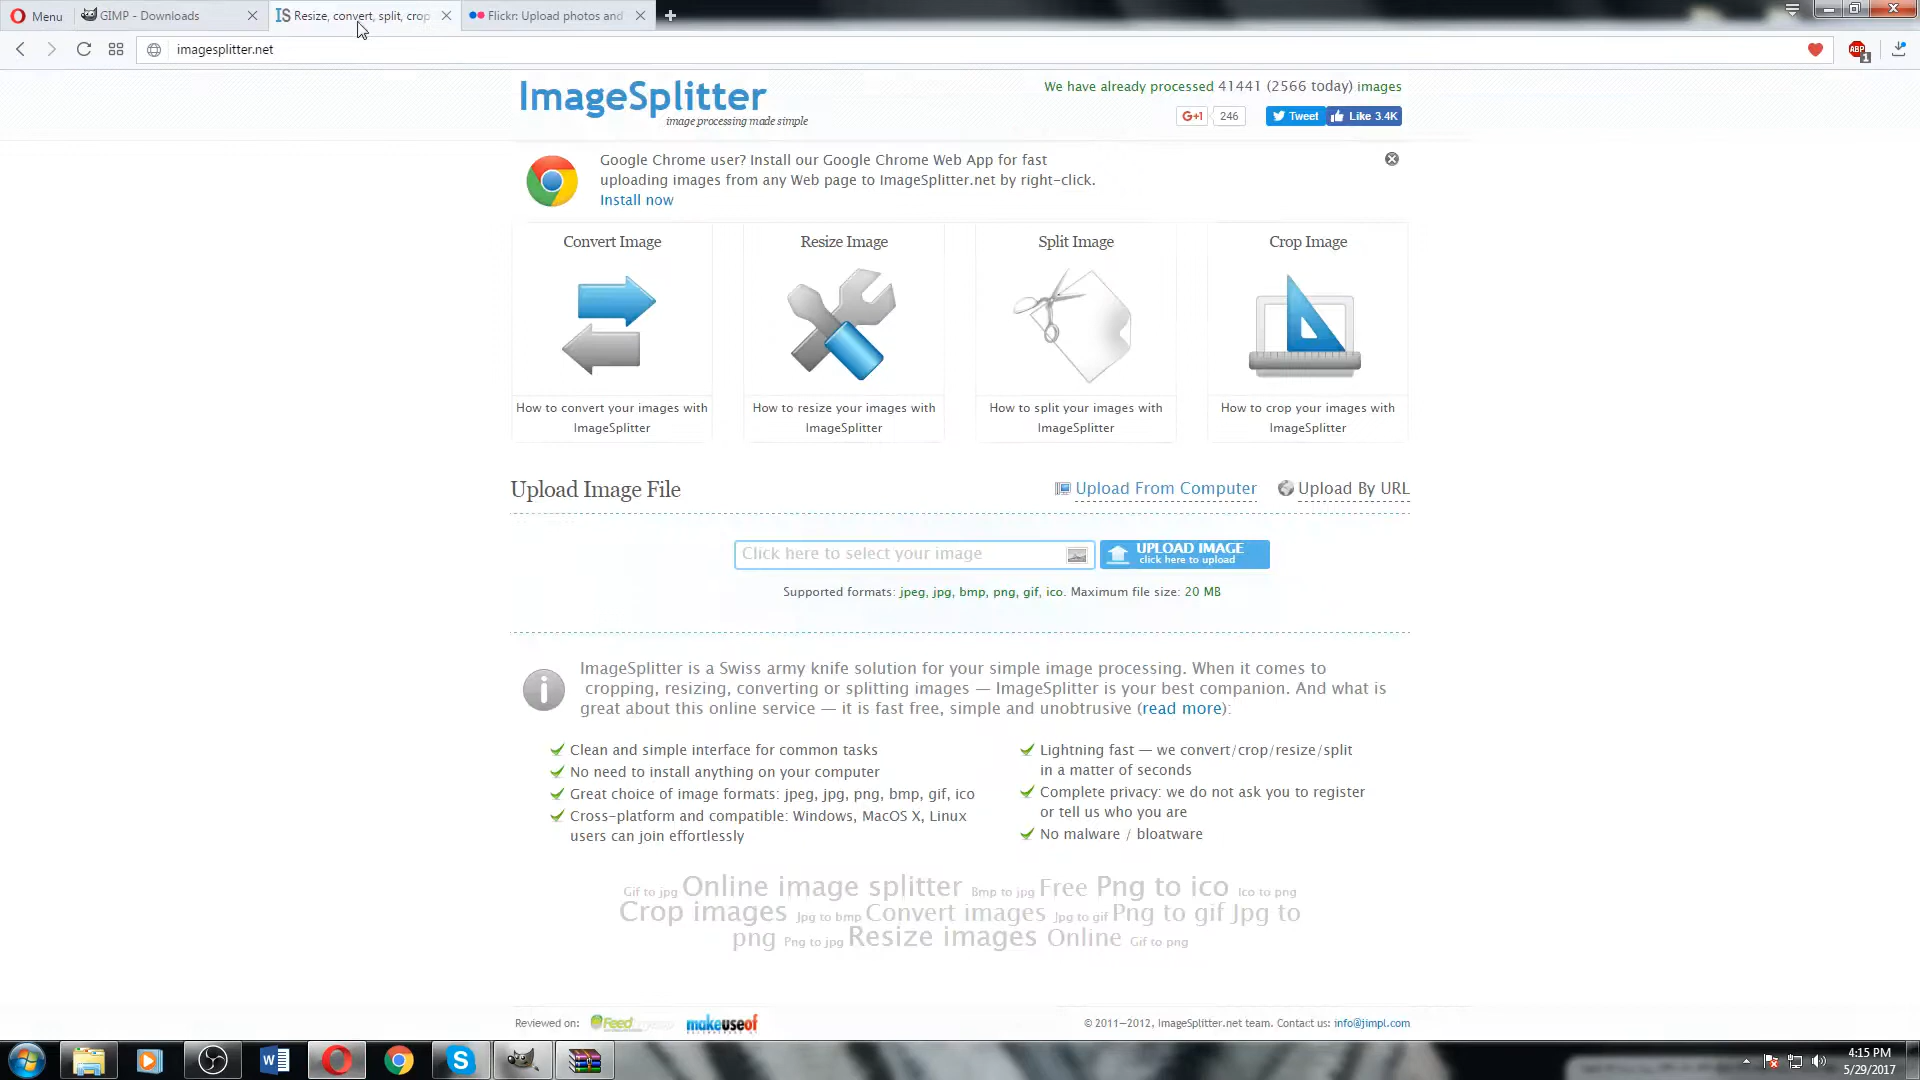 Menu
GIMP - Downloads
Resize, convert, split, crop
Flickr: Upload photos and
imagesplitter.net
ABP
1
ImageSplitter
image processing made simple
We have already processed 41441 (2566 today) images
G+1
246
Tweet
Like 3.4K
Google Chrome user? Install our Google Chrome Web App for fast
uploading images from any Web page to ImageSplitter.net by right-click.
Install now
Convert Image
Resize Image
Split Image
Crop Image
How to convert your images with
ImageSplitter
How to resize your images with
ImageSplitter
How to split your images with
ImageSplitter
How to crop your images with
ImageSplitter
Upload Image File
Upload From Computer
Upload By URL
Click here to select your image
UPLOAD IMAGE
click here to upload
Supported formats: jpeg, jpg, bmp, png, gif, ico. Maximum file size: 20 MB
ImageSplitter is a Swiss army knife solution for your simple image processing. When it comes to
cropping, resizing, converting or splitting images — ImageSplitter is your best companion. And what is
great about this online service — it is fast free, simple and unobtrusive (read more):
Clean and simple interface for common tasks
No need to install anything on your computer
Great choice of image formats: jpeg, jpg, png, bmp, gif, ico
Cross-platform and compatible: Windows, MacOS X, Linux
users can join effortlessly
Lightning fast — we convert/crop/resize/split
in a matter of seconds
Complete privacy: we do not ask you to register
or tell us who you are
No malware / bloatware
Gif to jpg Online image splitter Bmp to jpg Free Png to ico Ico to png
Crop images Jpg to bmp Convert images Jpg to gif Png to gif Jpg to
png Png to jpg Resize images Online Gif to png
Reviewed on:
Feed
makeuseof
© 2011—2012, ImageSplitter.net team. Contact us: info@jimpl.com
4:15 PM
5/29/2017